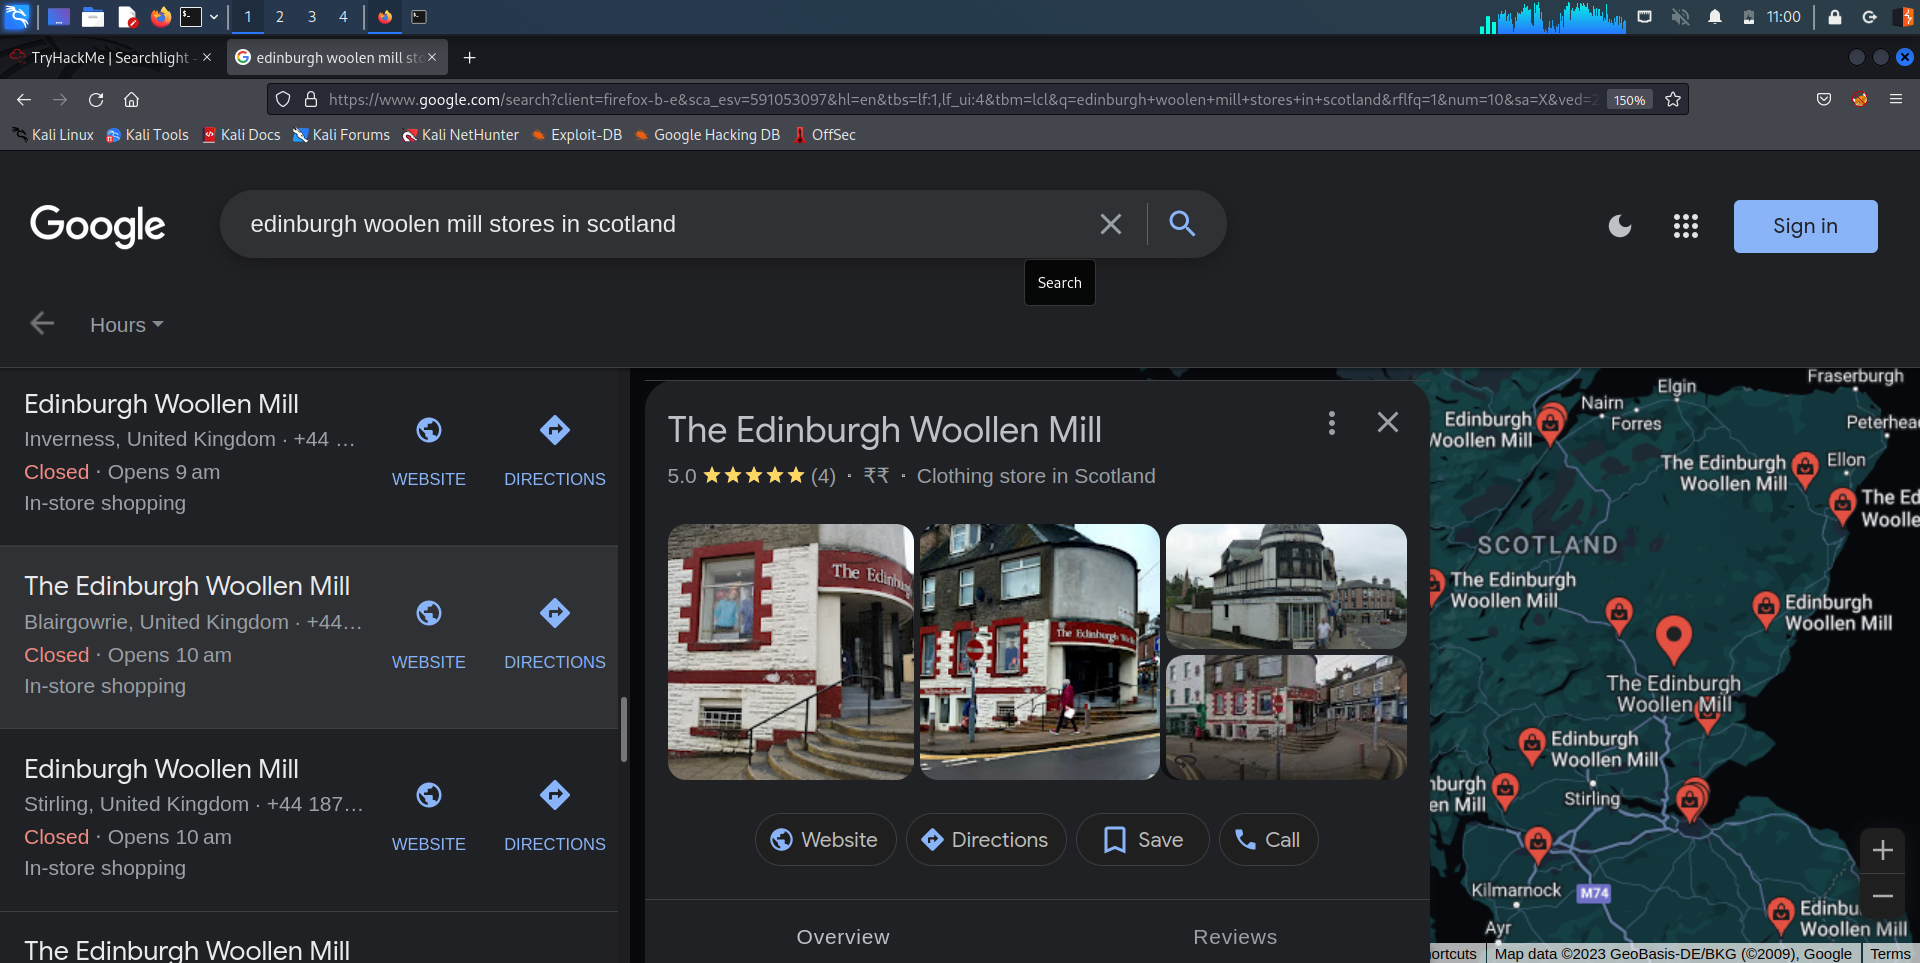 1 2 3 4
11:00
TryHackMe | Searchlight -
edinburgh woolen mill sto
https://www.google.com/search?client=firefox-b-e&sca_esv=591053097&hl=en&tbs=lf:1,lf_ui:4&tbm=lcl&q=edinburgh+woolen+mill+stores+in+scotland&rflfq=1&num=10&sa=X&ved=2
150%
Kali Linux Kali Tools Kali Docs Kali Forums Kali NetHunter Exploit-DB Google Hacking DB OffSec
Google
edinburgh woolen mill stores in scotland
Sign in
Search
Hours
Edinburgh Woollen Mill
Inverness, United Kingdom · +44 …
Closed · Opens 9 am
In-store shopping
WEBSITE
DIRECTIONS
The Edinburgh Woollen Mill
Blairgowrie, United Kingdom · +44…
Closed · Opens 10 am
In-store shopping
WEBSITE
DIRECTIONS
Edinburgh Woollen Mill
Stirling, United Kingdom · +44 187…
Closed · Opens 10 am
In-store shopping
WEBSITE
DIRECTIONS
The Edinburgh Woollen Mill
The Edinburgh Woollen Mill
5.0 (4) · ₹₹ · Clothing store in Scotland
The Edinburgh
The Edinburgh Woo
Website
Directions
Save
Call
Overview
Reviews
Elgin
Fraserburgh
Nairn
Forres
Peterhead
Edinburgh
Woollen Mill
The Edinburgh
Woollen Mill
Ellon
The Ed
Woolle
SCOTLAND
The Edinburgh
Woollen Mill
Edinburgh
Woollen Mill
The Edinburgh
Woollen Mill
Edinburgh
Woollen Mill
nburgh
en Mill
Stirling
Kilmarnock
M74
Ayr
Edinbu
Woollen Mill
ortcuts
Map data ©2023 GeoBasis-DE/BKG (©2009), Google
Terms